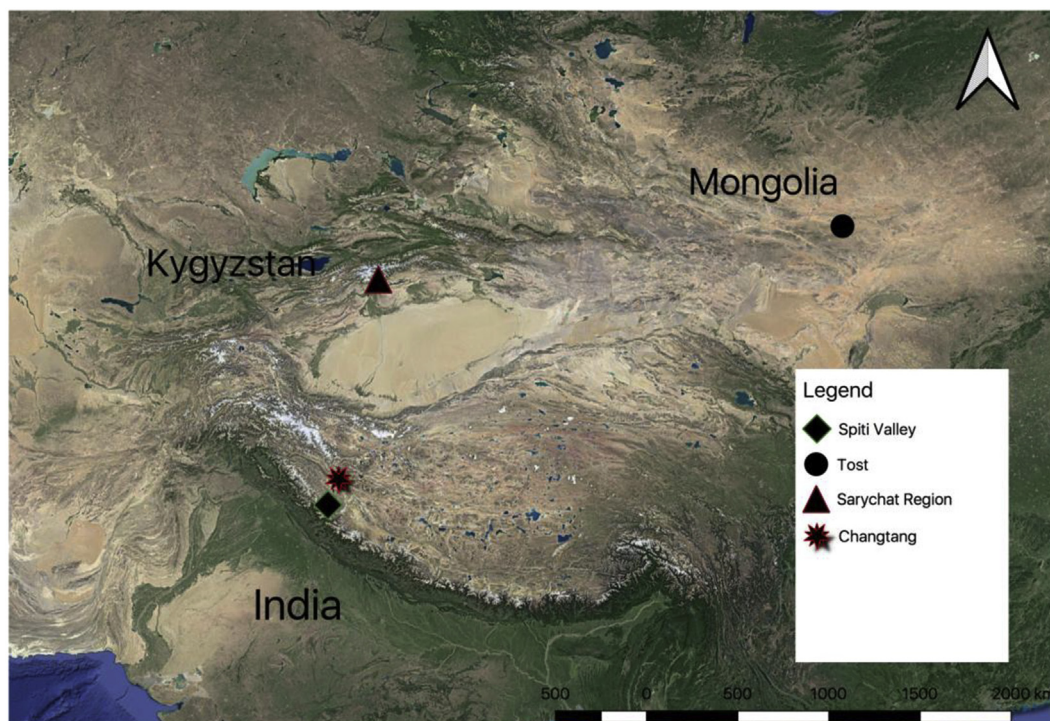 Mongolia
Kygyzstan
Legend
Spiti Valley
Tost
Sarychat Region
Changtang
India
500 0 500 1000 1500 2000 km